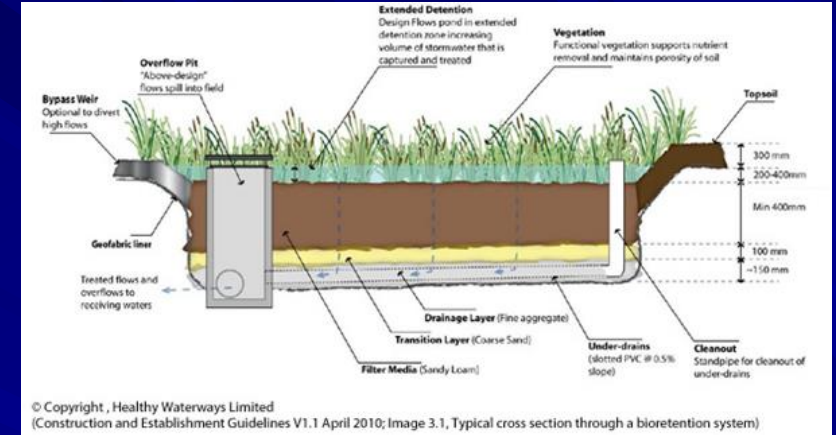 Extended Detention
Design Flows pond in extended
detention zone increasing
volume of stormwater that is
captured and treated
Vegetation
Functional vegetation supports nutrient
removal and maintains porosity of soil
Overflow Pit
"Above-design"
flows spill into field
Bypass Weir
Optional to divert
high flows
Topsoil
300 mm
200-400mm
Min 400mm
100 mm
~150 mm
Geofabric liner
Treated flows and
overflows to
receiving waters
Drainage Layer (Fine aggregate)
Transition Layer (Coarse Sand)
Filter Media (Sandy Loam)
Under-drains
(slotted PVC @ 0.5%
slope)
Cleanout
Standpipe for cleanout of
under-drains
© Copyright , Healthy Waterways Limited
(Construction and Establishment Guidelines V1.1 April 2010; Image 3.1, Typical cross section through a bioretention system)